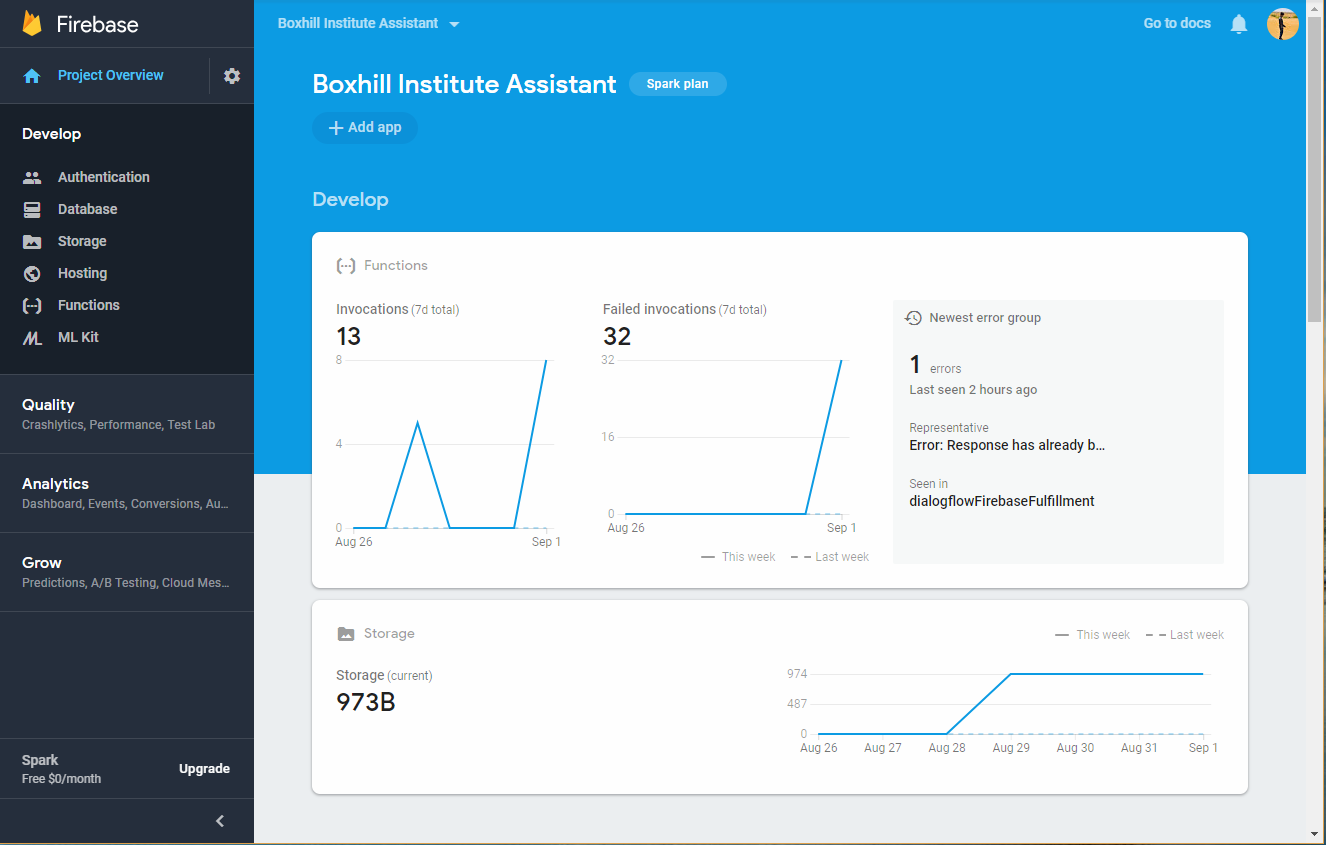 Firebase
Project Overview
Develop
Authentication
Database
Storage
Hosting
Functions
ML Kit
Quality
Crashlytics, Performance, Test Lab
Analytics
Dashboard, Events, Conversions, Au...
Grow
Predictions, A/B Testing, Cloud Mes...
Spark
Free $0/month
Upgrade
Boxhill Institute Assistant
Go to docs
Boxhill Institute Assistant Spark plan
+ Add app
Develop
Functions
Invocations (7d total)
13
8
4
0
Aug 26 Sep 1
Failed invocations (7d total)
32
32
16
0
Aug 26 Sep 1
This week Last week
Newest error group
1 errors
Last seen 2 hours ago
Representative
Error: Response has already b...
Seen in
dialogflowFirebaseFulfillment
Storage
This week Last week
Storage (current)
973B
974
487
0
Aug 26 Aug 27 Aug 28 Aug 29 Aug 30 Aug 31 Sep 1